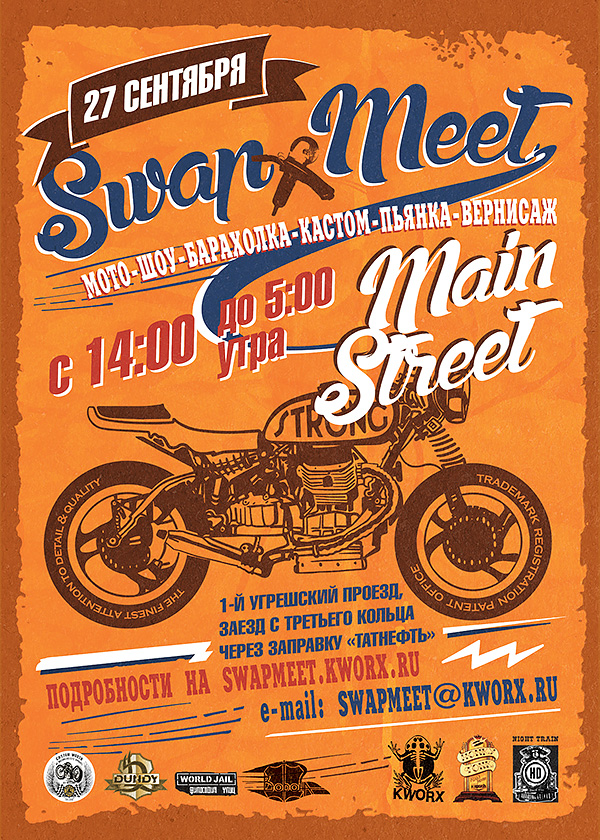 27 СЕНТЯБРЯ
Swap Meet
МОТО-ШОУ-БАРАХОЛКА-КАСТОМ-ПЬЯНКА-ВЕРНИСАЖ
с 14:00 до 5:00
утра
Main
Street
STRONG
THE FINEST ATTENTION TO DETAIL & QUALITY
TRADEMARK REGISTRATION PATENT OFFICE
1-Й УГРЕШСКИЙ ПРОЕЗД,
ЗАЕЗД С ТРЕТЬЕГО КОЛЬЦА
ЧЕРЕЗ ЗАПРАВКУ «ТАТНЕФТЬ»
ПОДРОБНОСТИ НА SWAPMEET.KWORX.RU
e-mail: SWAPMEET@KWORX.RU
DUNDY
WORLD JAIL
KWORX
NIGHT TRAIN
HD